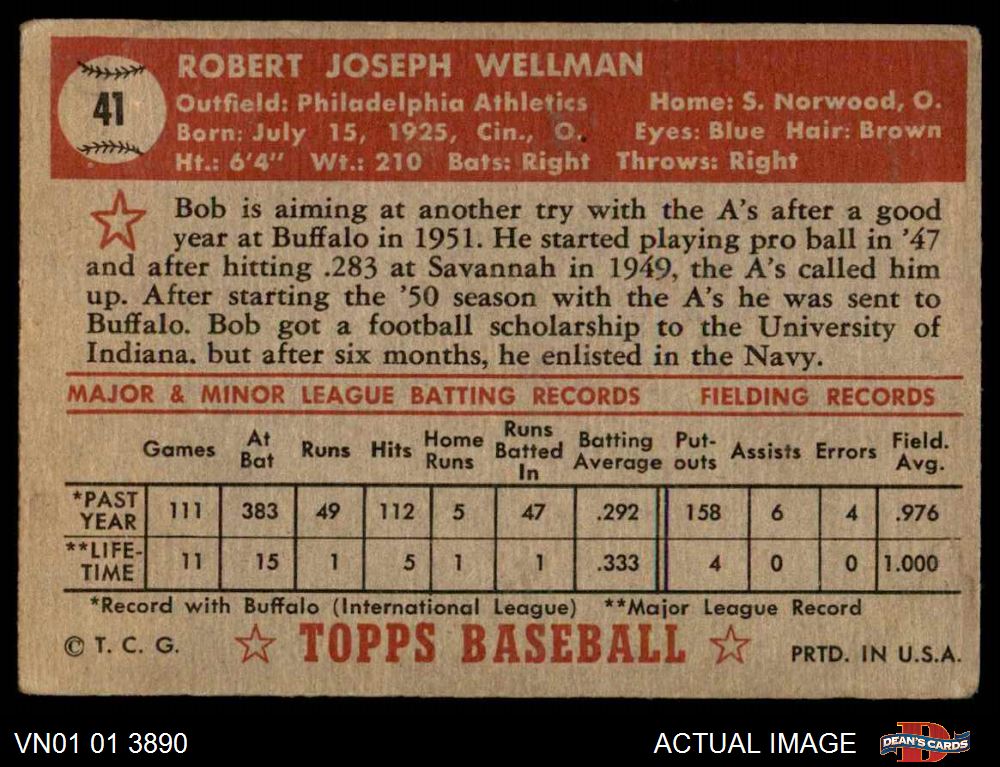 41
ROBERT JOSEPH WELLMAN
Outfield: Philadelphia Athletics Home: S. Norwood, O.
Born: July 15, 1925, Cin., O. Eyes: Blue Hair: Brown
Ht.: 6'4" Wt.: 210 Bats: Right Throws: Right
Bob is aiming at another try with the A's after a good
year at Buffalo in 1951. He started playing pro ball in '47
and after hitting .283 at Savannah in 1949, the A's called him
up. After starting the '50 season with the A's he was sent to
Buffalo. Bob got a football scholarship to the University of
Indiana. but after six months, he enlisted in the Navy.
MAJOR & MINOR LEAGUE BATTING RECORDS FIELDING RECORDS
Games At Bat Runs Hits Home Runs Runs Batted In Batting Average Put-outs Assists Errors Field. Avg.
*PAST YEAR 111 383 49 112 5 47 .292 158 6 4 .976
**LIFE-TIME 11 15 1 5 1 1 .333 4 0 0 1.000
*Record with Buffalo (International League) **Major League Record
© T. C. G. TOPPS BASEBALL PRTD. IN U.S.A.
VN01 01 3890 ACTUAL IMAGE DEAN'S CARDS